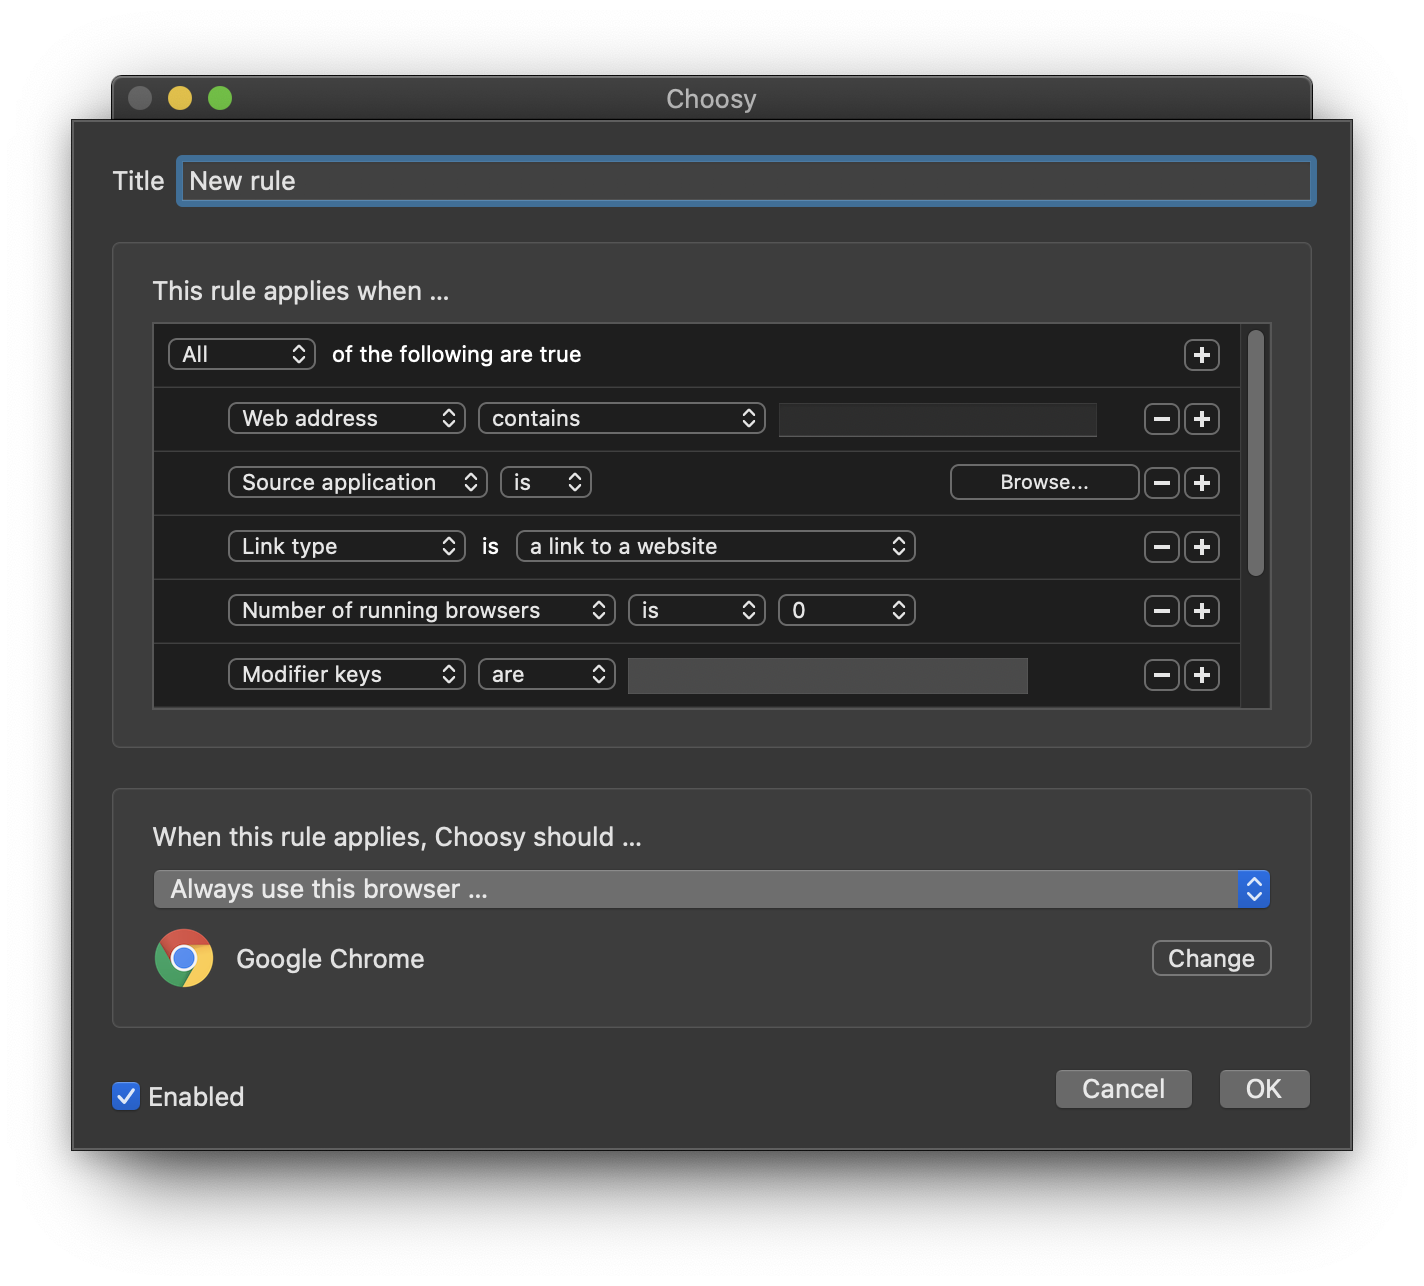 Choosy
Title New rule
This rule applies when ...
All of the following are true
Web address contains
Source application is Browse...
Link type is a link to a website
Number of running browsers is 0
Modifier keys are
When this rule applies, Choosy should ...
Always use this browser ...
Google Chrome Change
Enabled Cancel OK